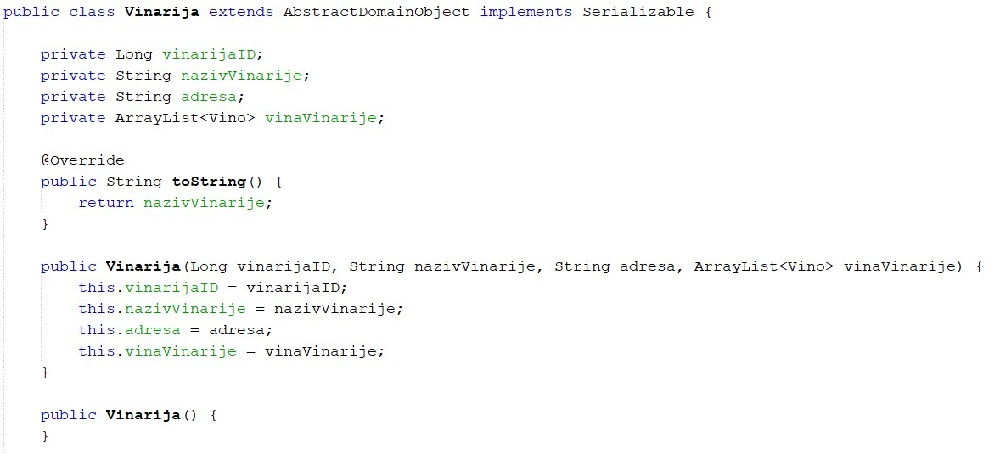 public class Vinarija extends AbstractDomainObject implements Serializable {
private Long vinarijaID;
private String nazivVinarije;
private String adresa;
private ArrayList<Vino> vinaVinarije;
@Override
public String toString() {
return nazivVinarije;
}
public Vinarija(Long vinarijaID, String nazivVinarije, String adresa, ArrayList<Vino> vinaVinarije) {
this.vinarijaID = vinarijaID;
this.nazivVinarije = nazivVinarije;
this.adresa = adresa;
this.vinaVinarije = vinaVinarije;
}
public Vinarija() {
}